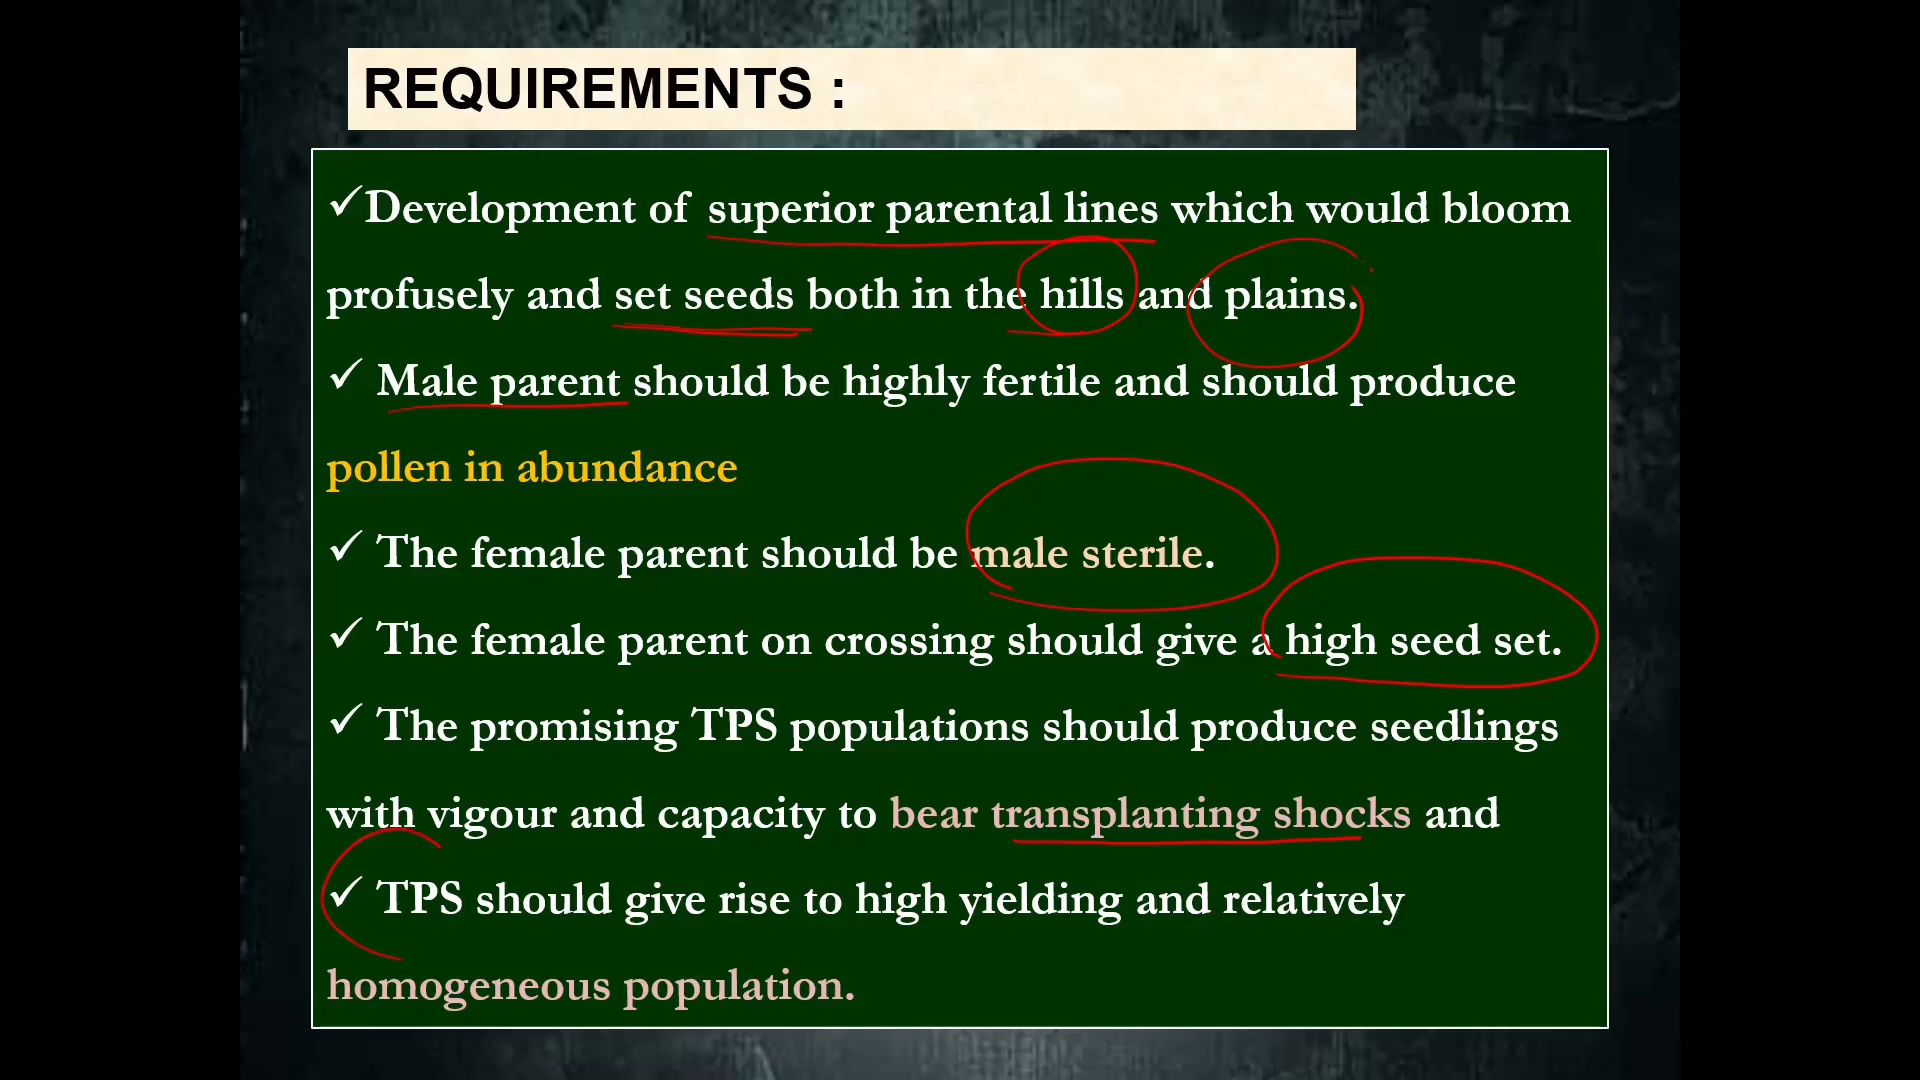 REQUIREMENTS :
✓Development of superior parental lines which would bloom
profusely and set seeds both in the hills and plains.
✓ Male parent should be highly fertile and should produce
pollen in abundance
✓ The female parent should be male sterile.
✓ The female parent on crossing should give a high seed set.
✓ The promising TPS populations should produce seedlings
with vigour and capacity to bear transplanting shocks and
✓ TPS should give rise to high yielding and relatively
homogeneous population.